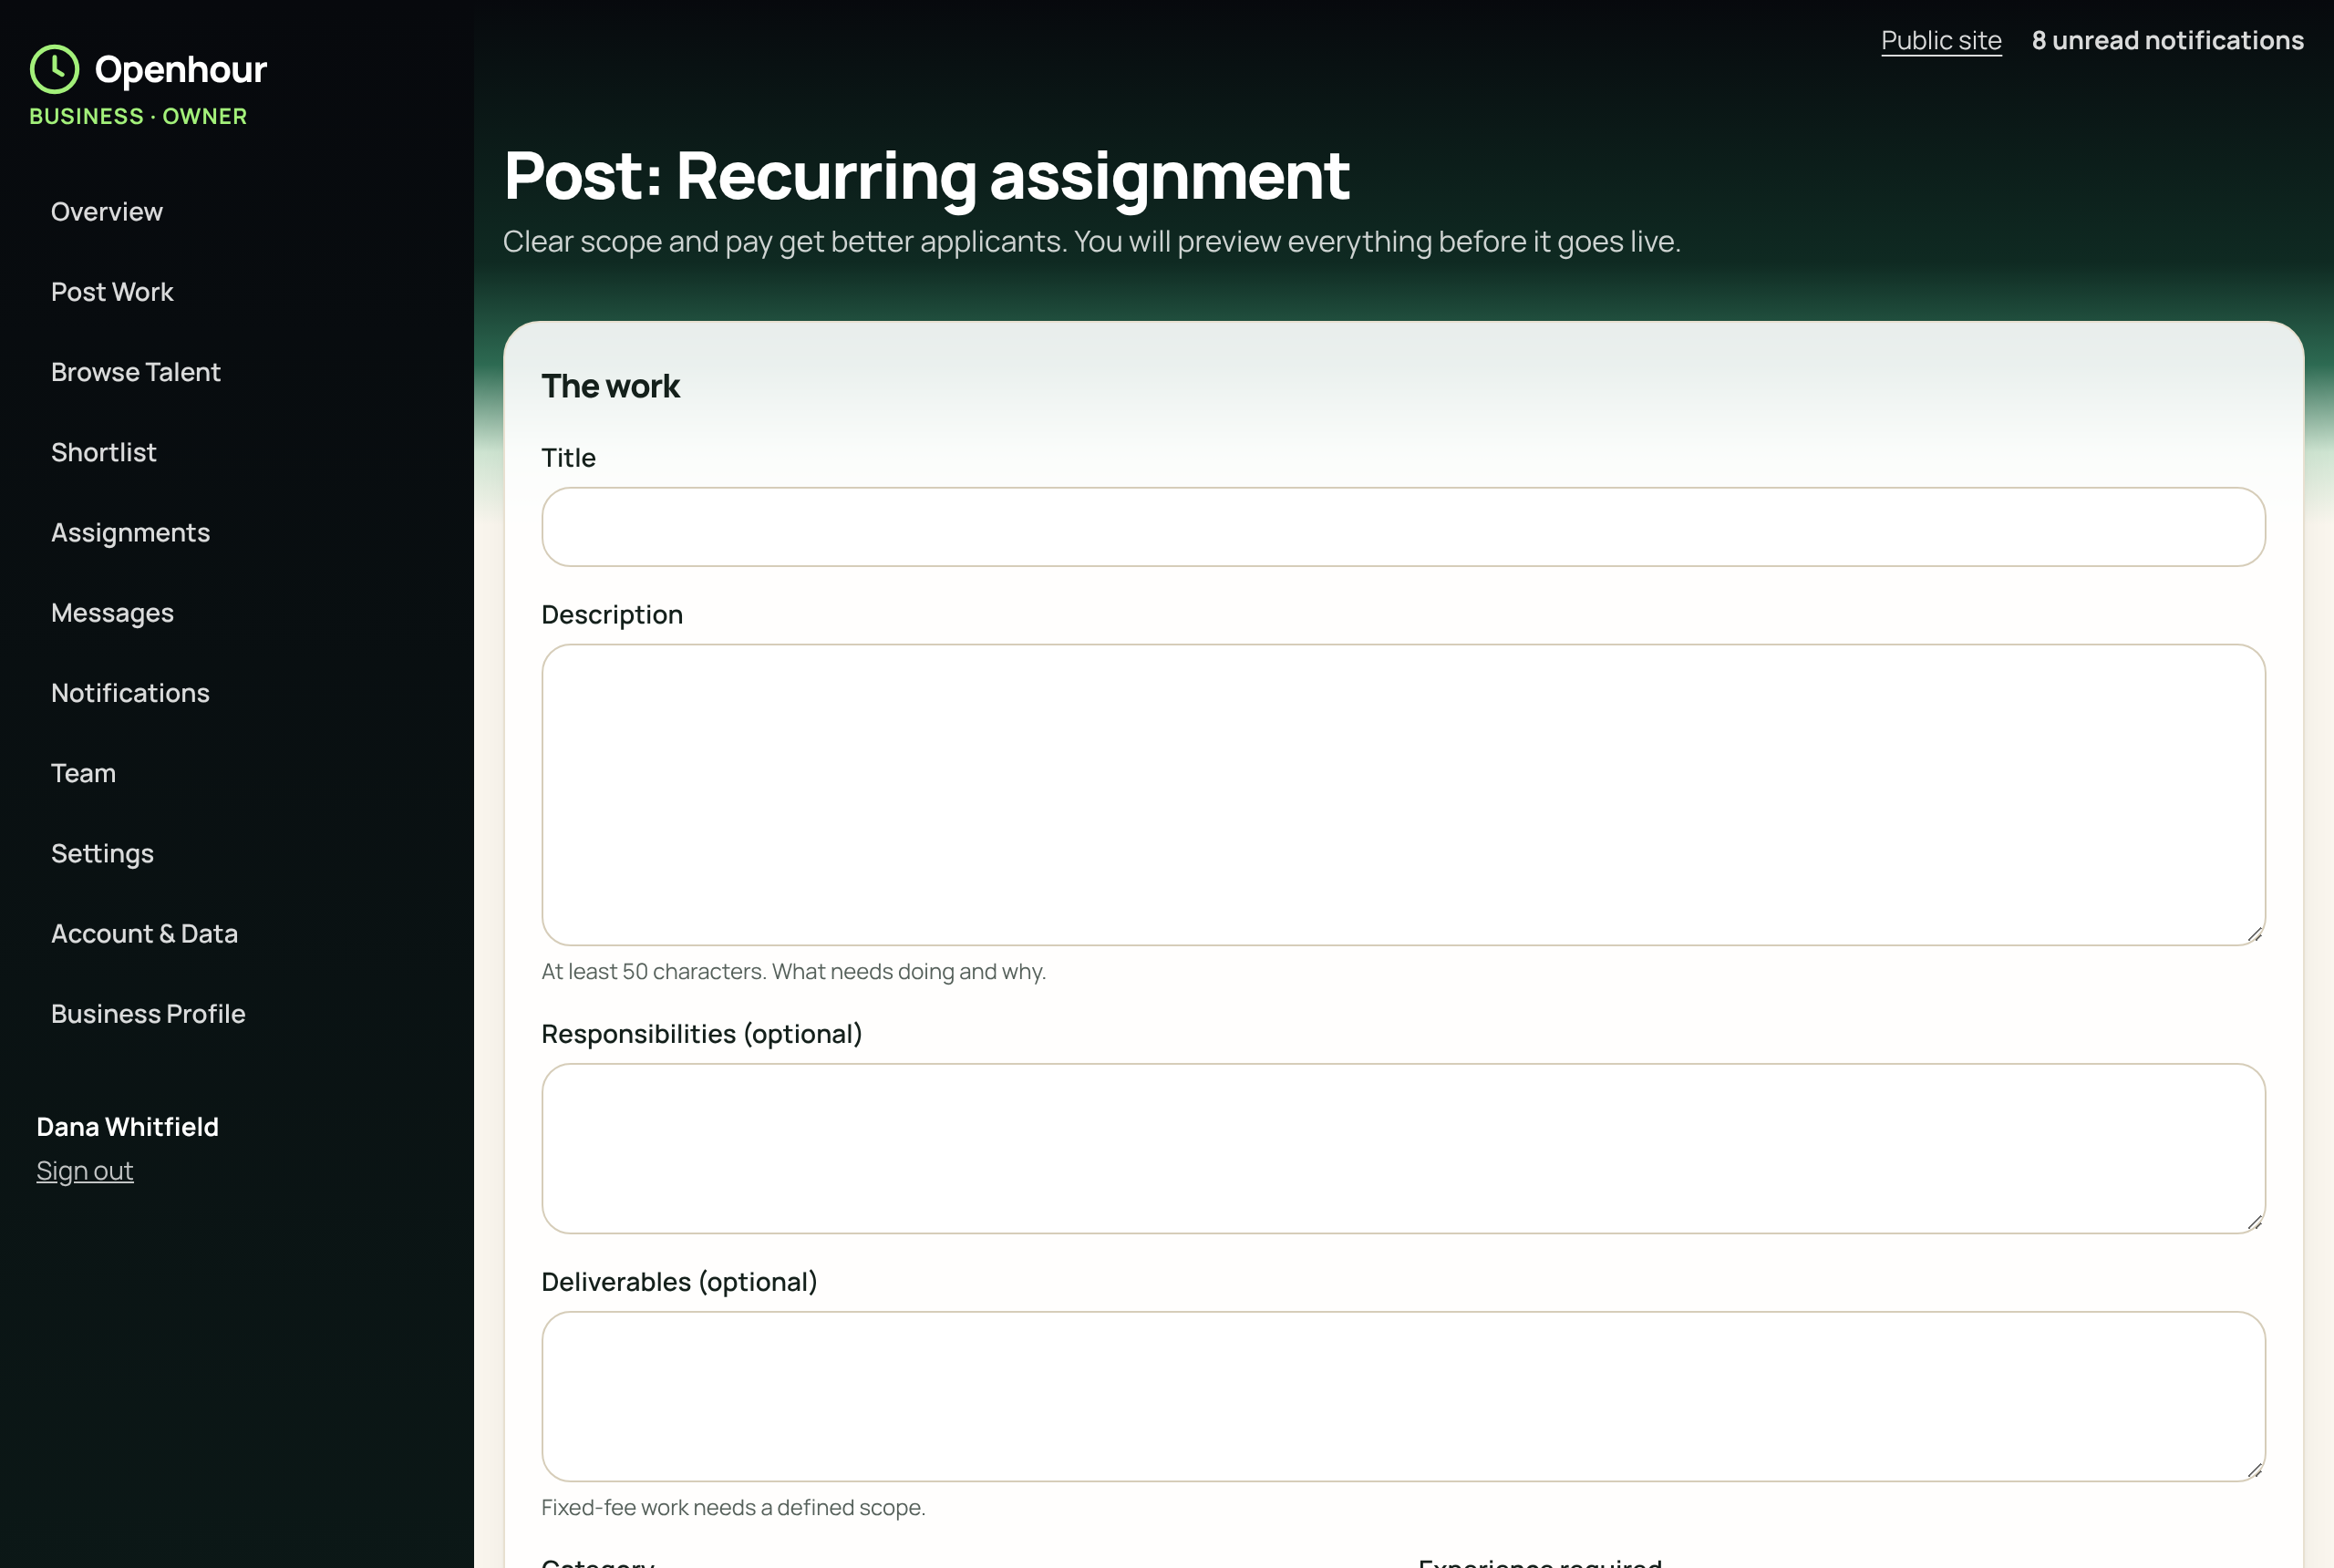 Openhour
BUSINESS · OWNER
Overview
Post Work
Browse Talent
Shortlist
Assignments
Messages
Notifications
Team
Settings
Account & Data
Business Profile
Dana Whitfield
Sign out
Public site
8 unread notifications
Post: Recurring assignment
Clear scope and pay get better applicants. You will preview everything before it goes live.
The work
Title
Description
At least 50 characters. What needs doing and why.
Responsibilities (optional)
Deliverables (optional)
Fixed-fee work needs a defined scope.
Category
Experience required